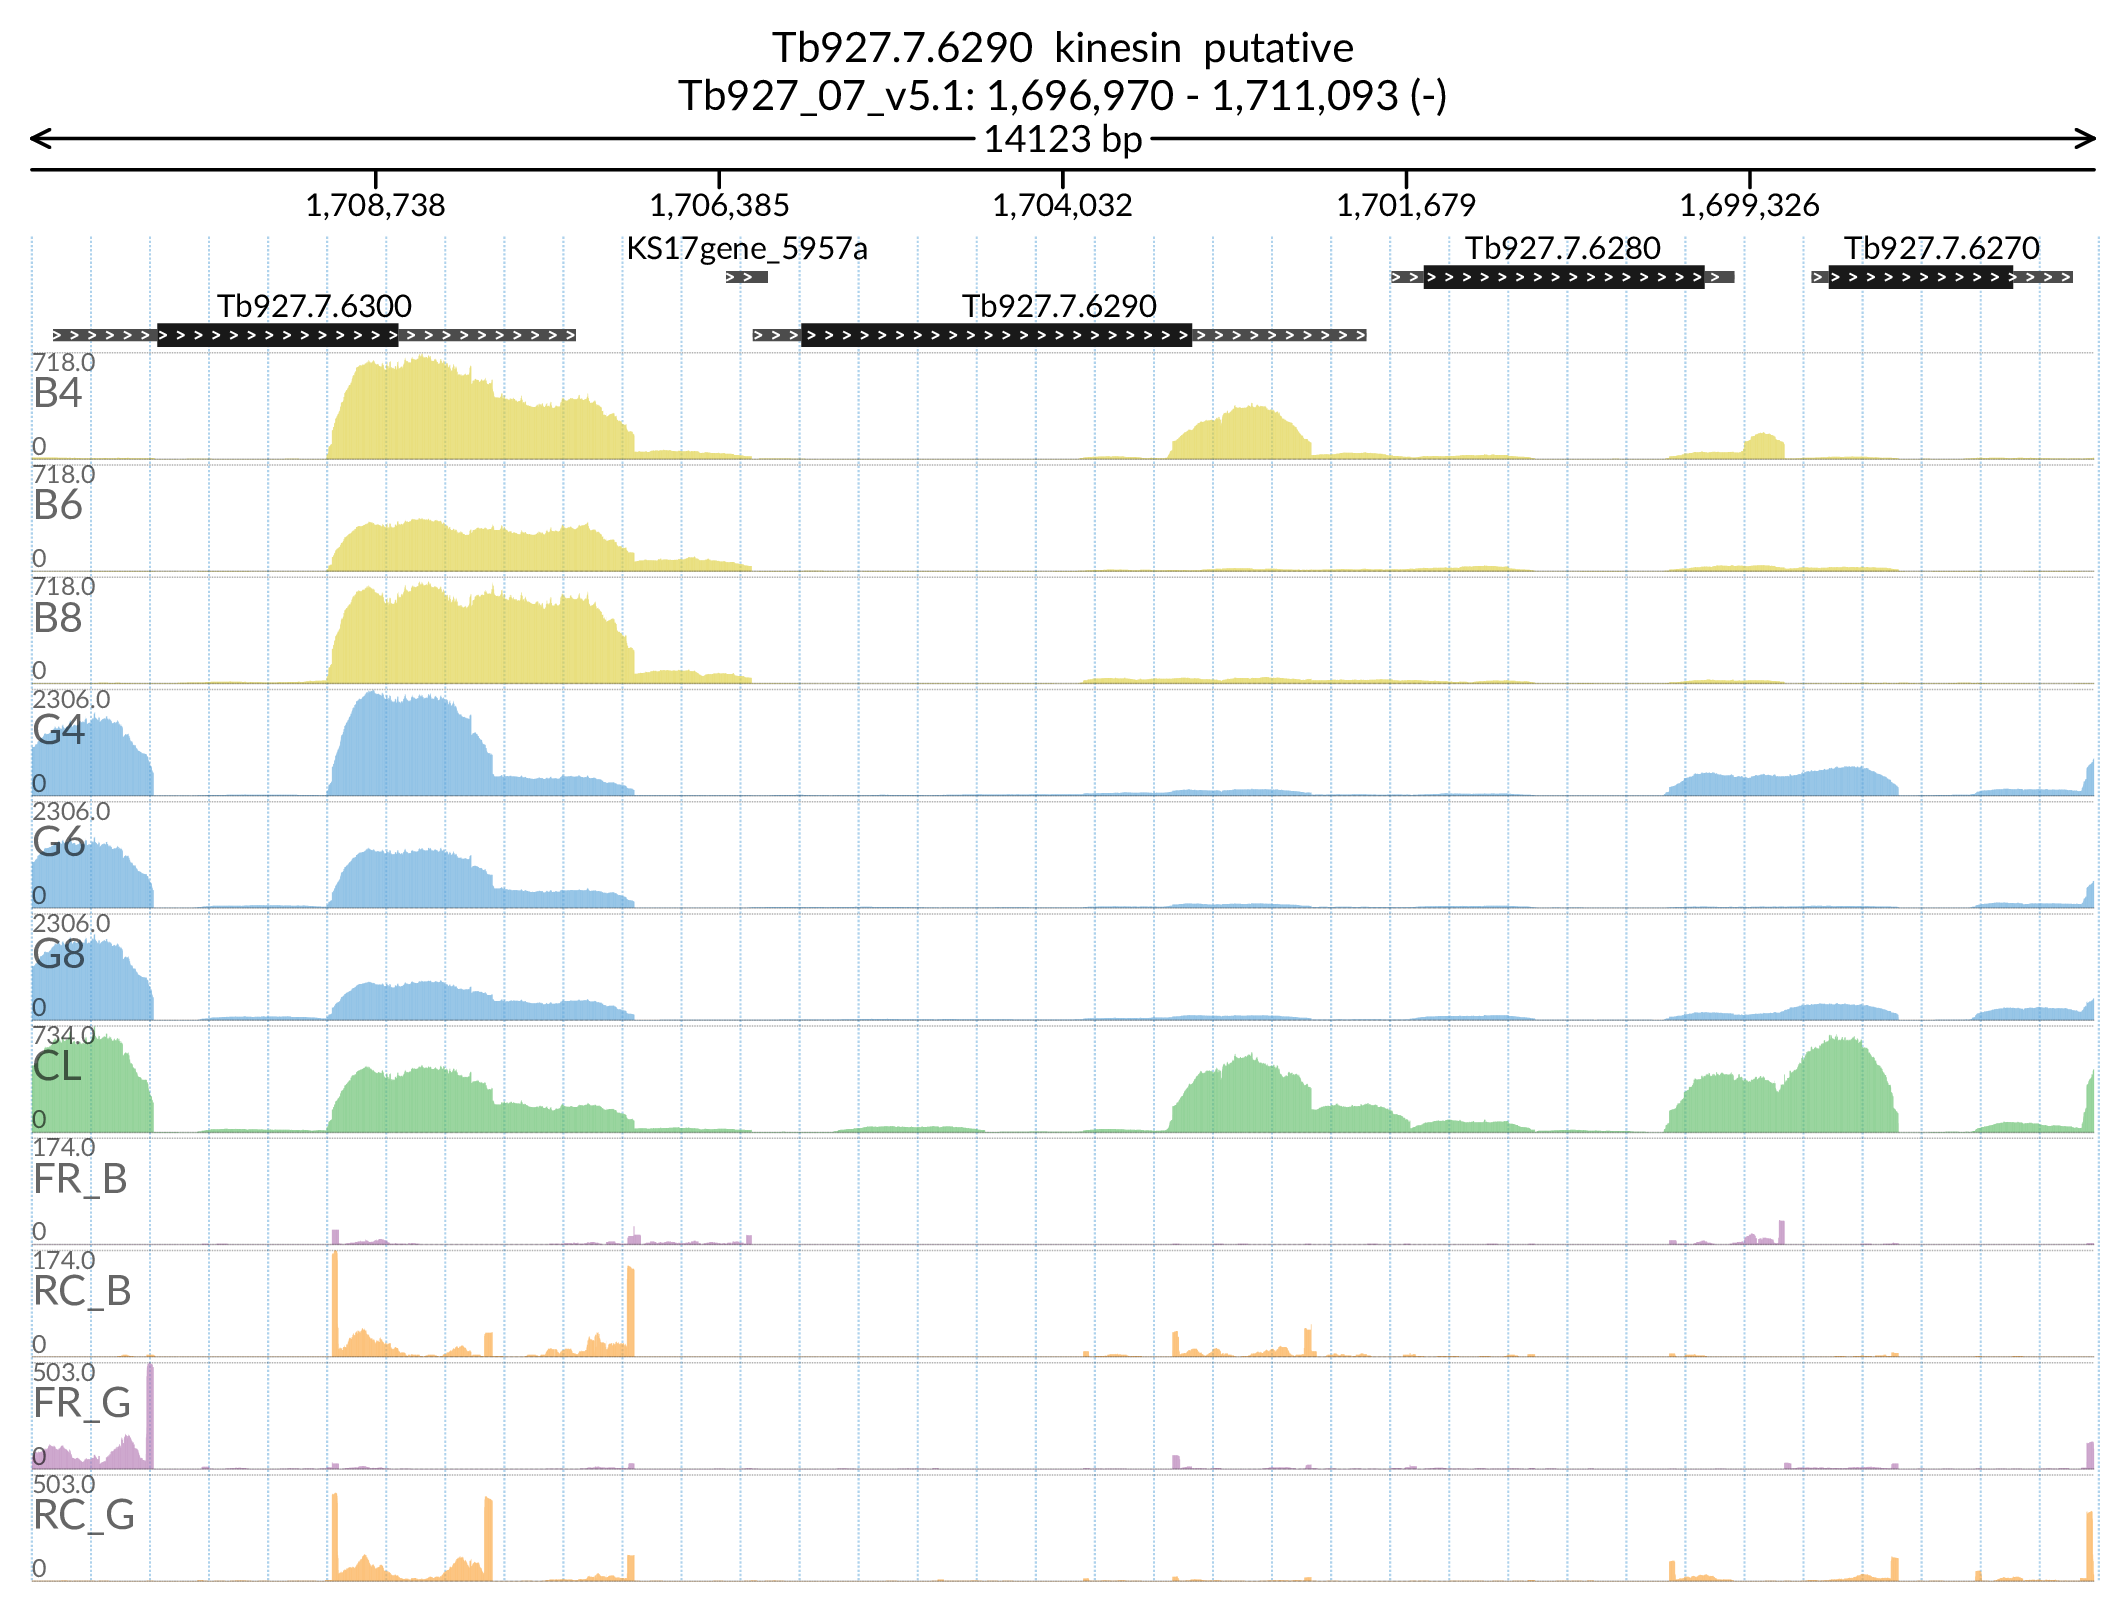 Tb927.7.6290 kinesin putative
Tb927_07_v5.1: 1,696,970 - 1,711,093 (-)
14123 bp
1,708,738 1,706,385 1,704,032 1,701,679 1,699,326
KS17gene_5957a Tb927.7.6280 Tb927.7.6270
Tb927.7.6300 Tb927.7.6290
718.0
B4
0
718.0
B6
0
718.0
B8
0
2306.0
G4
0
2306.0
G6
0
2306.0
G8
0
734.0
CL
0
174.0
FR_B
0
174.0
RC_B
0
503.0
FR_G
0
503.0
RC_G
0